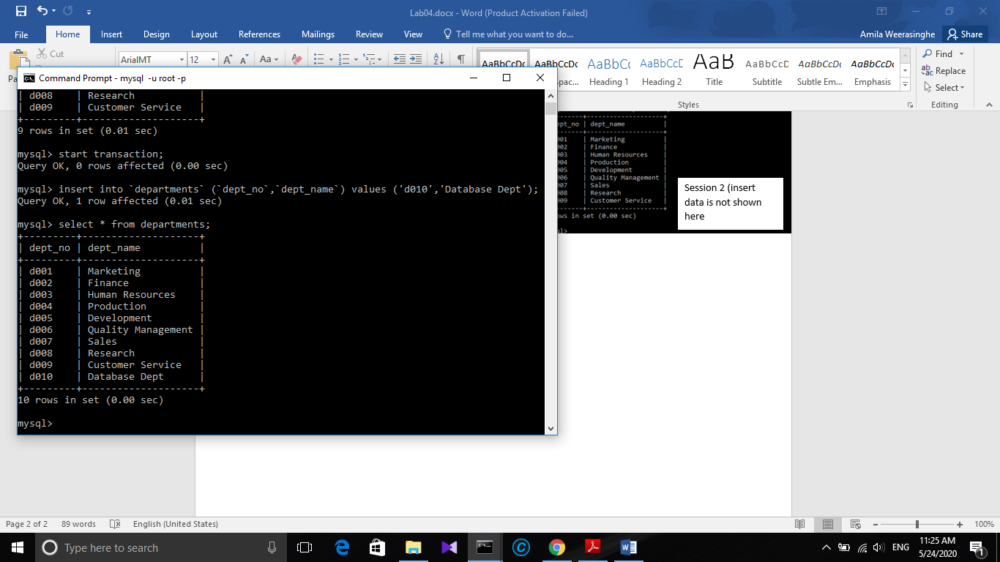 Lab04.docx - Word (Product Activation Failed)
File Home Insert Design Layout References Mailings Review View Tell me what you want to do... Amila Weerasinghe Share
Cut
ArialMT 12 Aa
AaBbCcDc AaBbCcDc AaBbCc AaBbCcD AaB AaBbCcD AaBbCcDc AaBbCcDc
Heading 1 Heading 2 Title Subtitle Subtle Em... Emphasis
Styles
Find
Replace
Select
Editing
Command Prompt - mysql -u root -p
| d008 | Research |
| d009 | Customer Service |
+---------+--------------------+
9 rows in set (0.01 sec)
mysql> start transaction;
Query OK, 0 rows affected (0.00 sec)
mysql> insert into `departments` (`dept_no`,`dept_name`) values ('d010','Database Dept');
Query OK, 1 row affected (0.01 sec)
mysql> select * from departments;
+---------+--------------------+
| dept_no | dept_name |
+---------+--------------------+
| d001 | Marketing |
| d002 | Finance |
| d003 | Human Resources |
| d004 | Production |
| d005 | Development |
| d006 | Quality Management |
| d007 | Sales |
| d008 | Research |
| d009 | Customer Service |
| d010 | Database Dept |
+---------+--------------------+
10 rows in set (0.00 sec)
mysql>
ept_no | dept_name |
001 | Marketing |
002 | Finance |
003 | Human Resources |
004 | Production |
005 | Development |
006 | Quality Management |
007 | Sales |
008 | Research |
009 | Customer Service |
ows in set (0.00 sec)
ql>
Session 2 (insert
data is not shown
here
Page 2 of 2 89 words English (United States) 100%
Type here to search
ENG
11:25 AM
5/24/2020
1